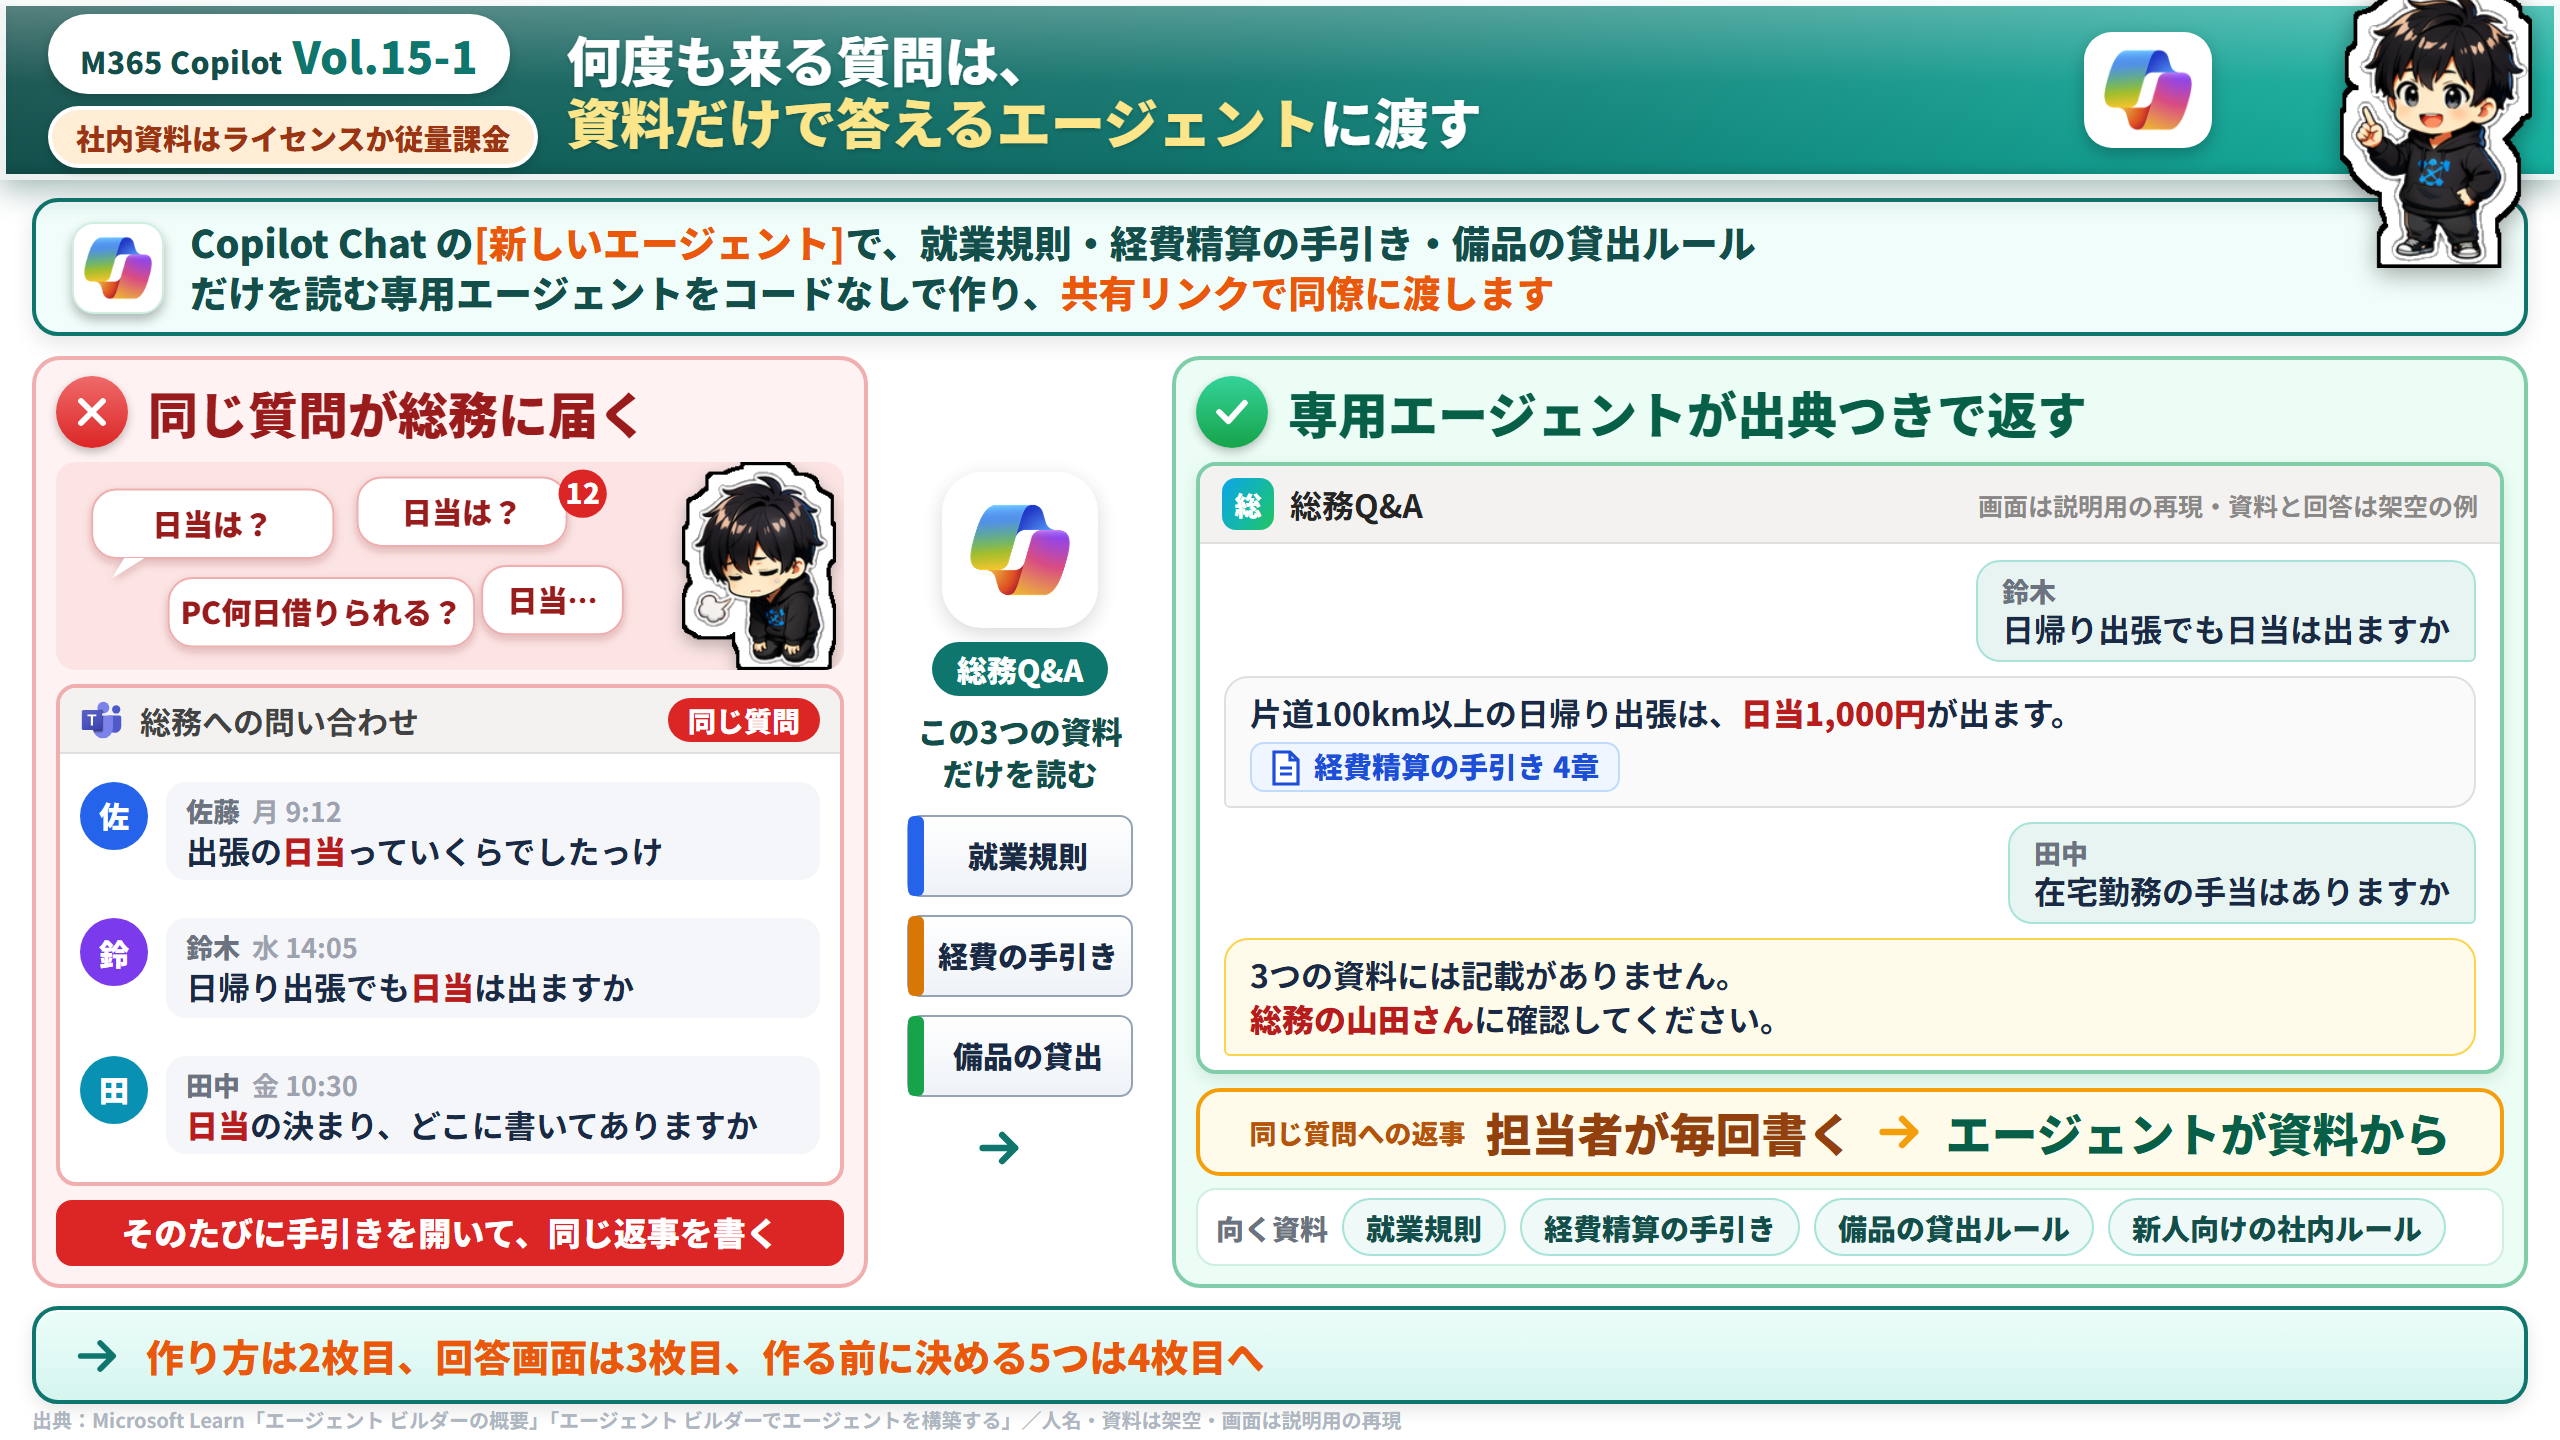 M365 Copilot Vol.15-1
社内資料はライセンスか従量課金
何度も来る質問は、
資料だけで答えるエージェントに渡す
Copilot Chat の[新しいエージェント]で、就業規則・経費精算の手引き・備品の貸出ルール
だけを読む専用エージェントをコードなしで作り、共有リンクで同僚に渡します
同じ質問が総務に届く
日当は？
日当は？
12
PC何日借りられる？
日当…
総務への問い合わせ
同じ質問
佐
佐藤 月 9:12
出張の日当っていくらでしたっけ
鈴
鈴木 水 14:05
日帰り出張でも日当は出ますか
田
田中 金 10:30
日当の決まり、どこに書いてありますか
そのたびに手引きを開いて、同じ返事を書く
総務Q&A
この3つの資料
だけを読む
就業規則
経費の手引き
備品の貸出
→
専用エージェントが出典つきで返す
総
総務Q&A
画面は説明用の再現・資料と回答は架空の例
鈴木
日帰り出張でも日当は出ますか
片道100km以上の日帰り出張は、日当1,000円が出ます。
経費精算の手引き 4章
田中
在宅勤務の手当はありますか
3つの資料には記載がありません。
総務の山田さんに確認してください。
同じ質問への返事 担当者が毎回書く → エージェントが資料から
向く資料 就業規則 経費精算の手引き 備品の貸出ルール 新人向けの社内ルール
→ 作り方は2枚目、回答画面は3枚目、作る前に決める5つは4枚目へ
出典：Microsoft Learn「エージェント ビルダーの概要」「エージェント ビルダーでエージェントを構築する」／人名・資料は架空・画面は説明用の再現